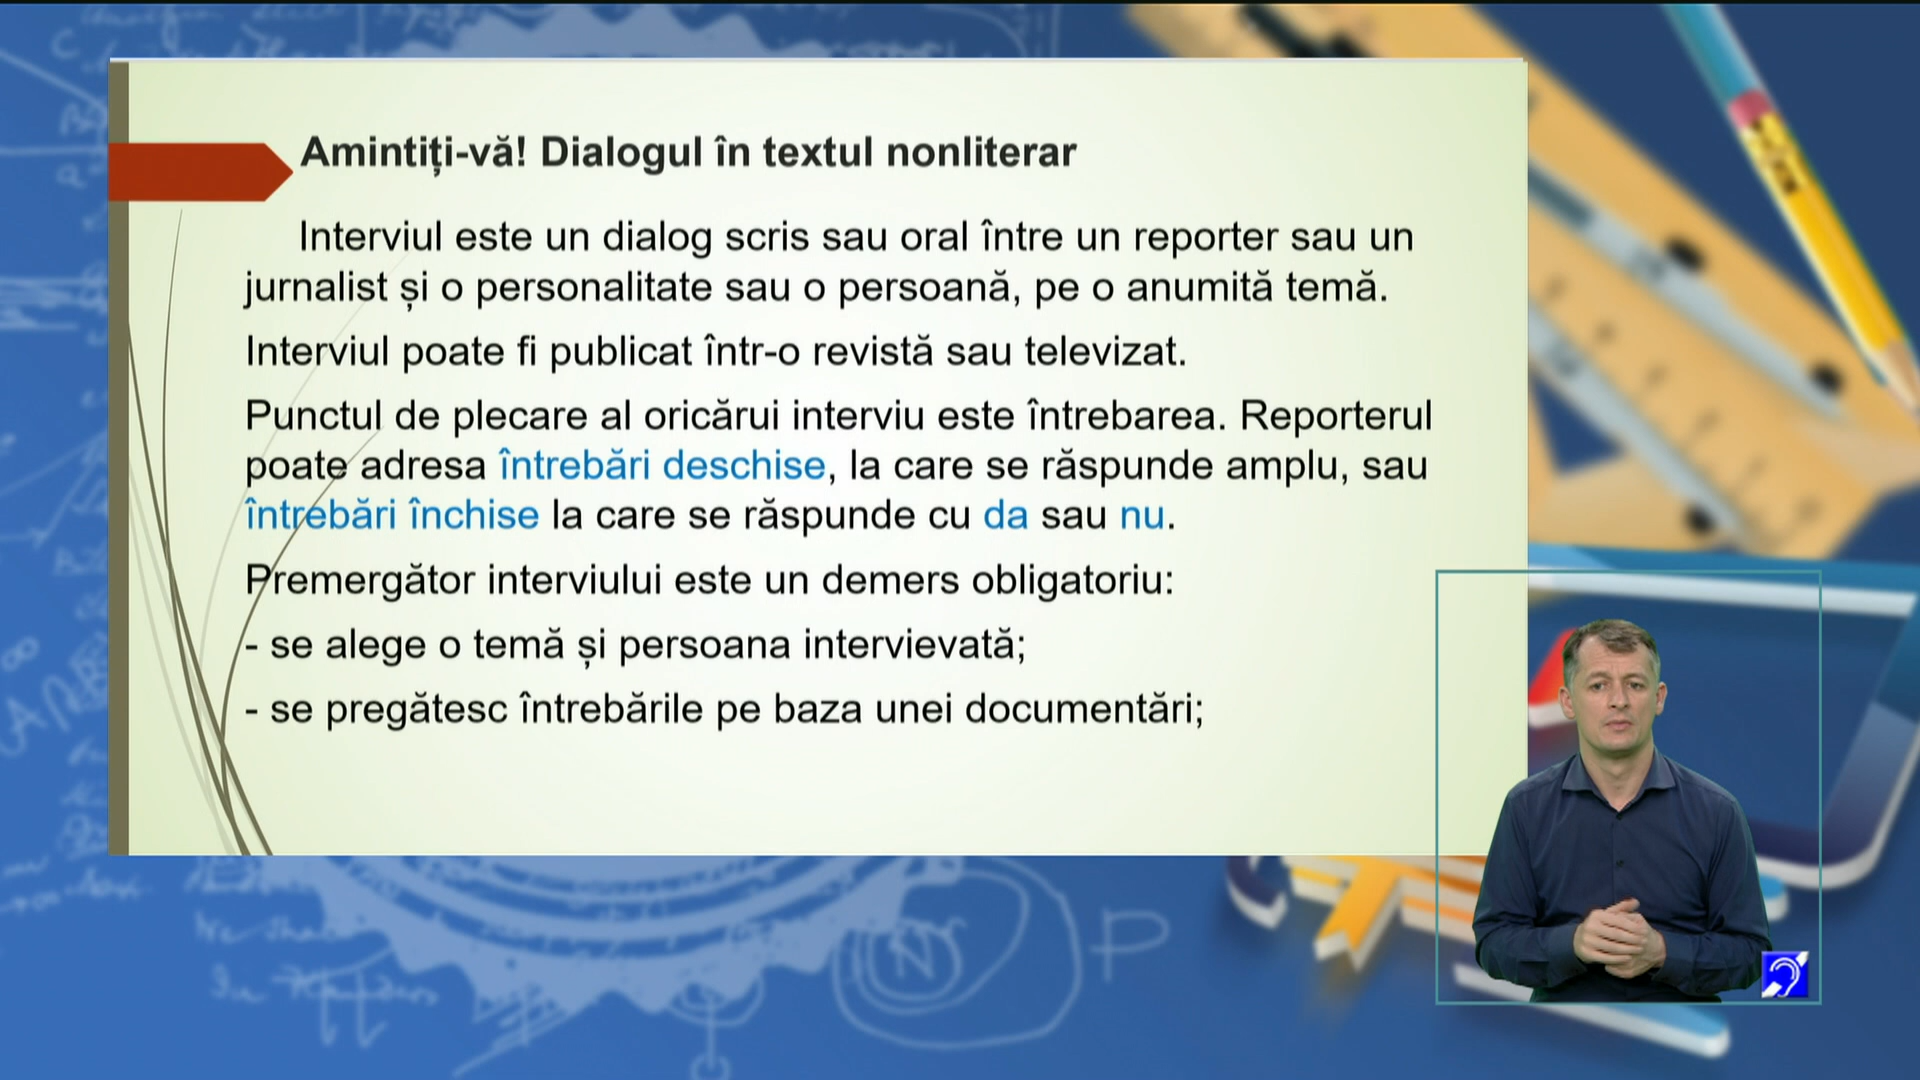 Amintiți-vă! Dialogul în textul nonliterar
Interviul este un dialog scris sau oral între un reporter sau un
jurnalist și o personalitate sau o persoană, pe o anumită temă.
Interviul poate fi publicat într-o revistă sau televizat.
Punctul de plecare al oricărui interviu este întrebarea. Reporterul
poate adresa întrebări deschise, la care se răspunde amplu, sau
întrebări închise la care se răspunde cu da sau nu.
Premergător interviului este un demers obligatoriu:
- se alege o temă și persoana intervievată;
- se pregătesc întrebările pe baza unei documentări;
N
P